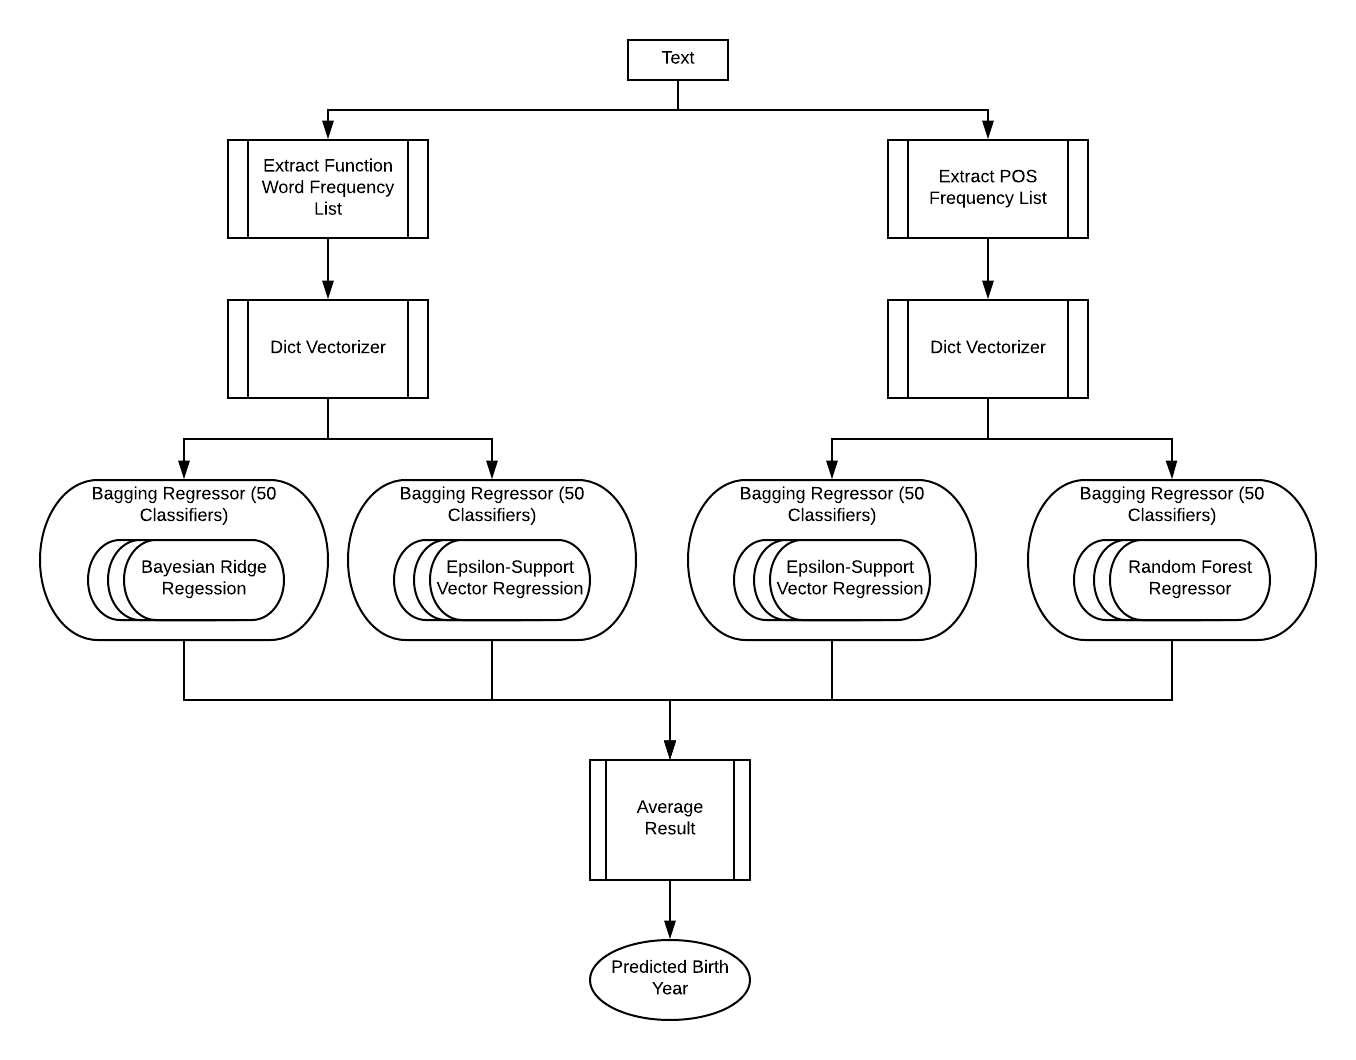 Text
Extract Function
Word Frequency
List
Extract POS
Frequency List
Dict Vectorizer
Dict Vectorizer
Bagging Regressor (50
Classifiers)
Bayesian Ridge
Regession
Bagging Regressor (50
Classifiers)
Epsilon-Support
Vector Regression
Bagging Regressor (50
Classifiers)
Epsilon-Support
Vector Regression
Bagging Regressor (50
Classifiers)
Random Forest
Regressor
Average
Result
Predicted Birth
Year